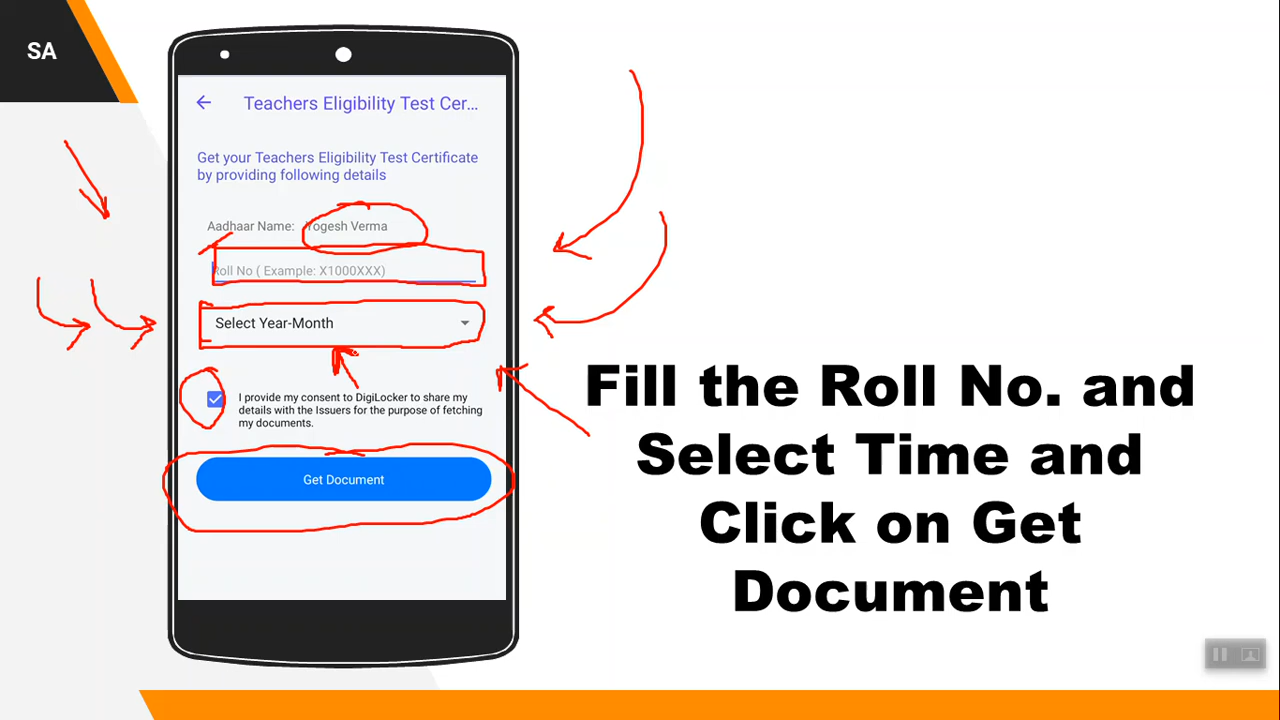 SA
Teachers Eligibility Test Cer...
Get your Teachers Eligibility Test Certificate
by providing following details
Aadhaar Name: Yogesh Verma
Roll No ( Example: X1000XXX)
Select Year-Month
I provide my consent to DigiLocker to share my
details with the Issuers for the purpose of fetching
my documents.
Get Document
Fill the Roll No. and
Select Time and
Click on Get
Document